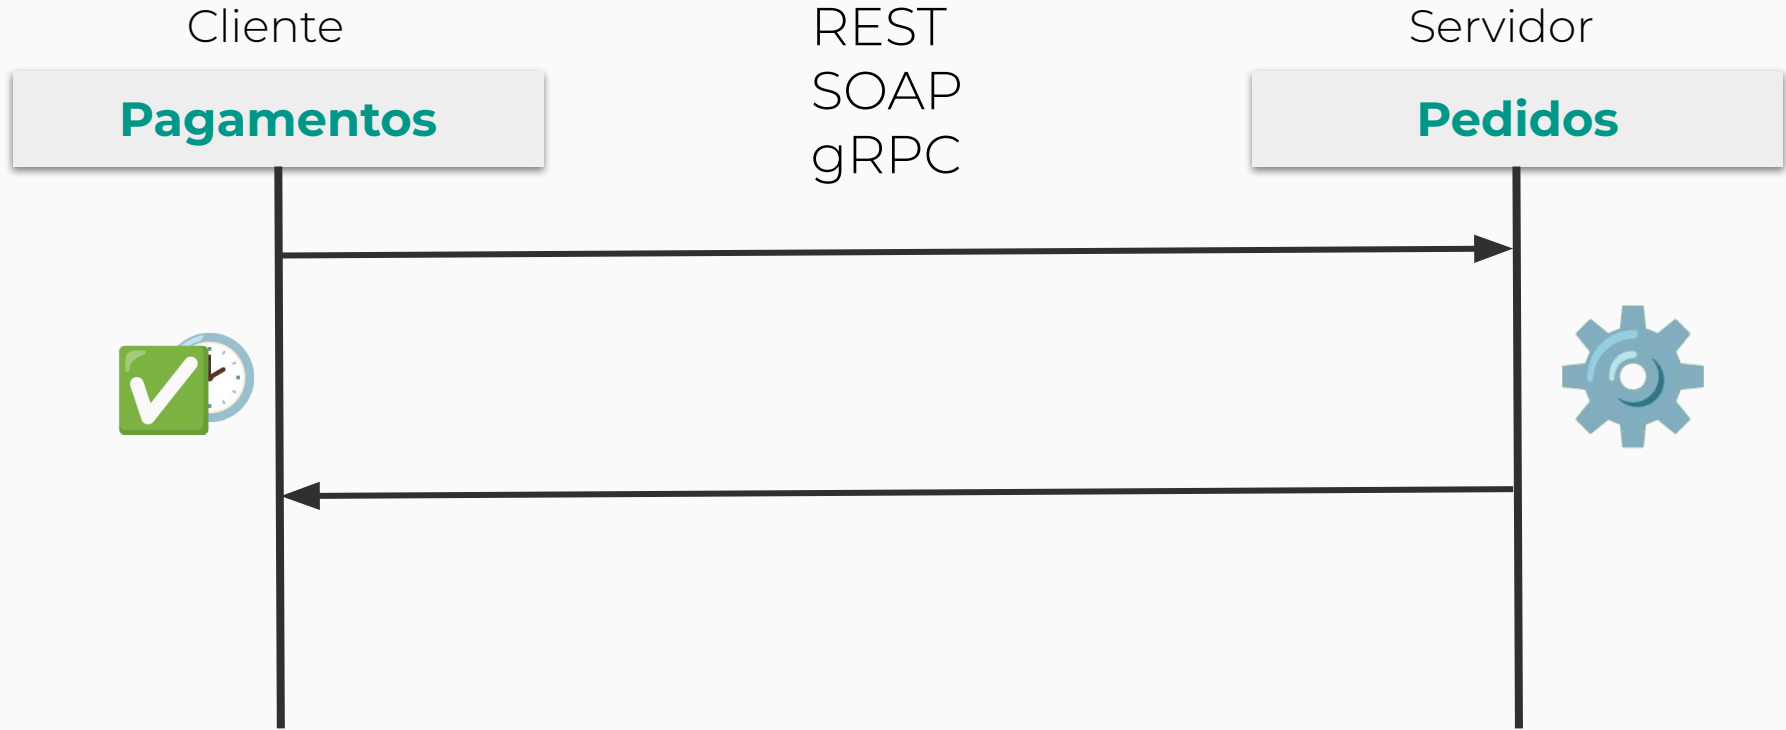 Cliente
REST
Servidor
SOAP
Pagamentos
Pedidos
gRPC